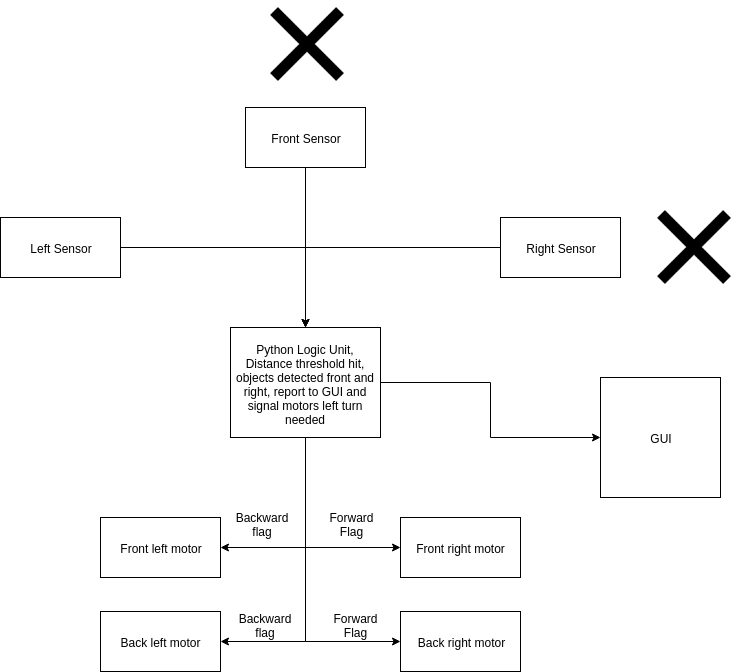 Front Sensor
Left Sensor
Right Sensor
Python Logic Unit,
Distance threshold hit,
objects detected front and
right, report to GUI and
signal motors left turn
needed
GUI
Backward
flag
Forward
Flag
Front left motor
Front right motor
Backward
flag
Forward
Flag
Back left motor
Back right motor